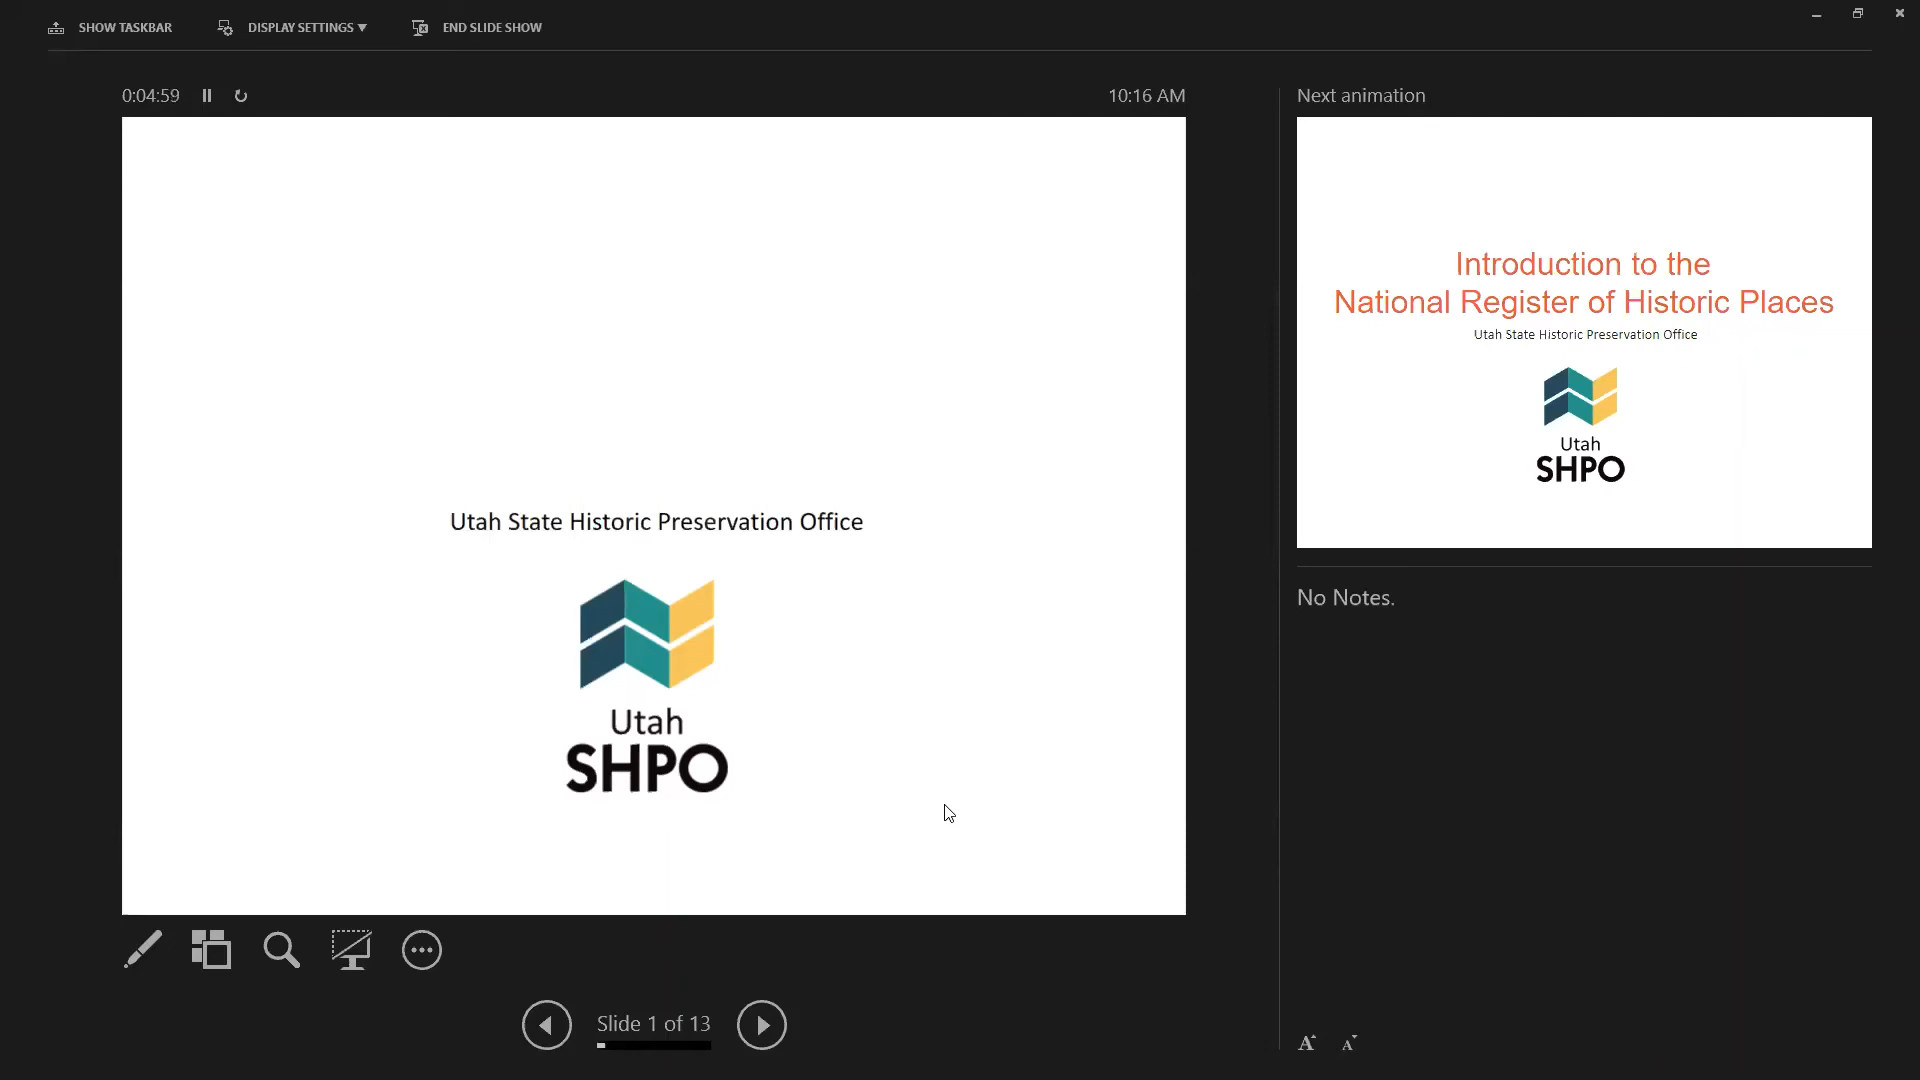 SHOW TASKBAR
DISPLAY SETTINGS ▼
END SLIDE SHOW
0:04:59
10:16 AM
Utah State Historic Preservation Office
Utah
SHPO
Slide 1 of 13
Next animation
Introduction to the
National Register of Historic Places
Utah State Historic Preservation Office
Utah
SHPO
No Notes.
A A